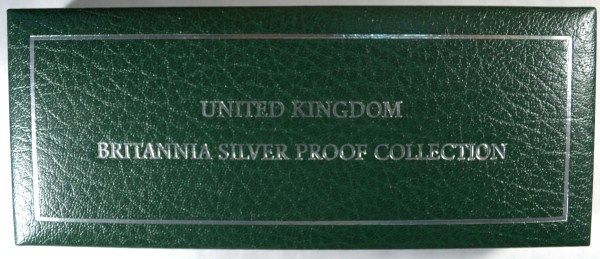 UNITED KINGDOM
BRITANNIA SILVER PROOF COLLECTION